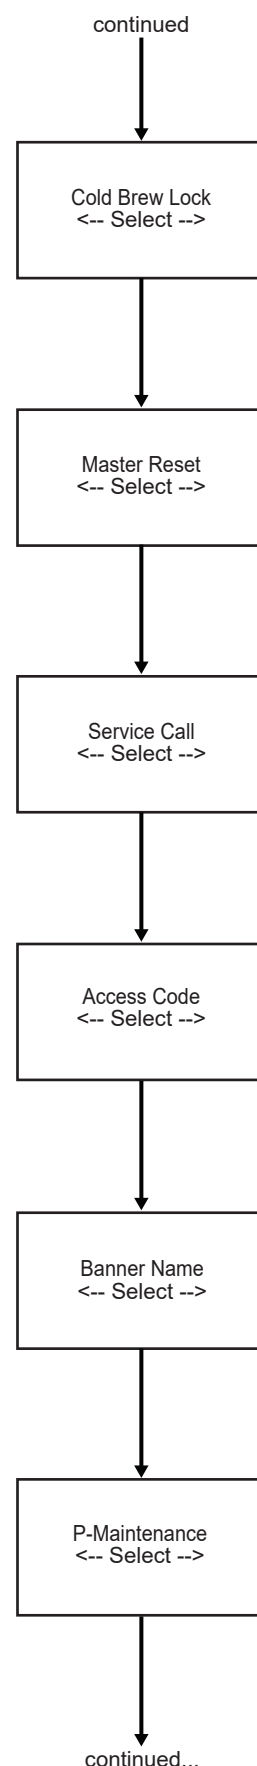 continued
Cold Brew Lock
<-- Select -->
Master Reset
<-- Select -->
Service Call
<-- Select -->
Access Code
<-- Select -->
Banner Name
<-- Select -->
P-Maintenance
<-- Select -->
continued...